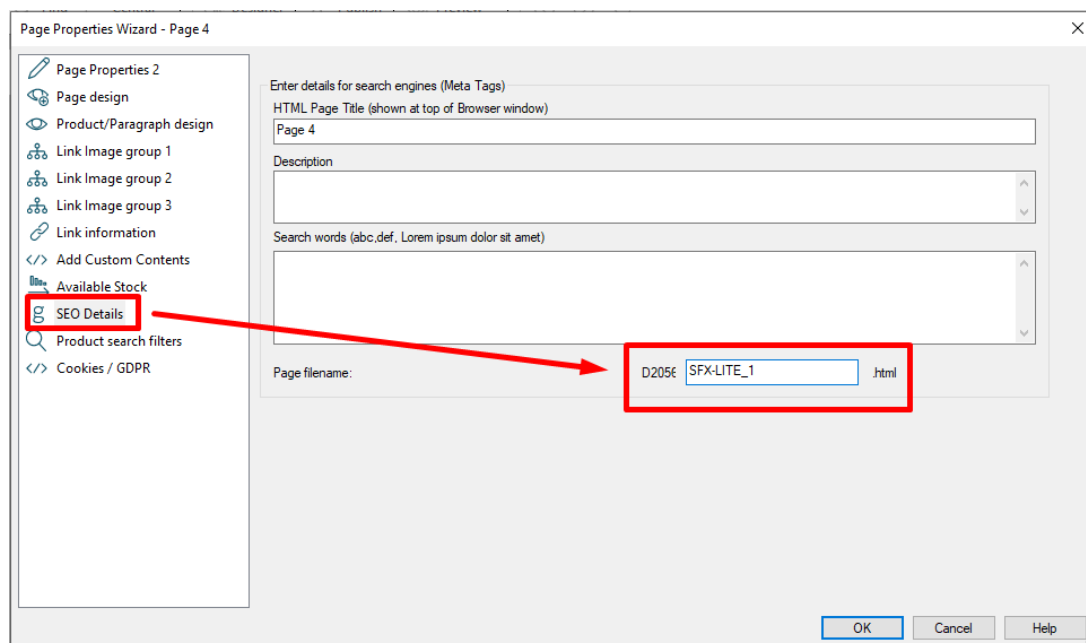 Page Properties Wizard - Page 4
Page Properties 2
Page design
Product/Paragraph design
Link Image group 1
Link Image group 2
Link Image group 3
Link information
Add Custom Contents
Available Stock
SEO Details
Product search filters
Cookies / GDPR
Enter details for search engines (Meta Tags)
HTML Page Title (shown at top of Browser window)
Page 4
Description
Search words (abc,def, Lorem ipsum dolor sit amet)
Page filename: D2056 SFX-LITE_1 .html
OK Cancel Help